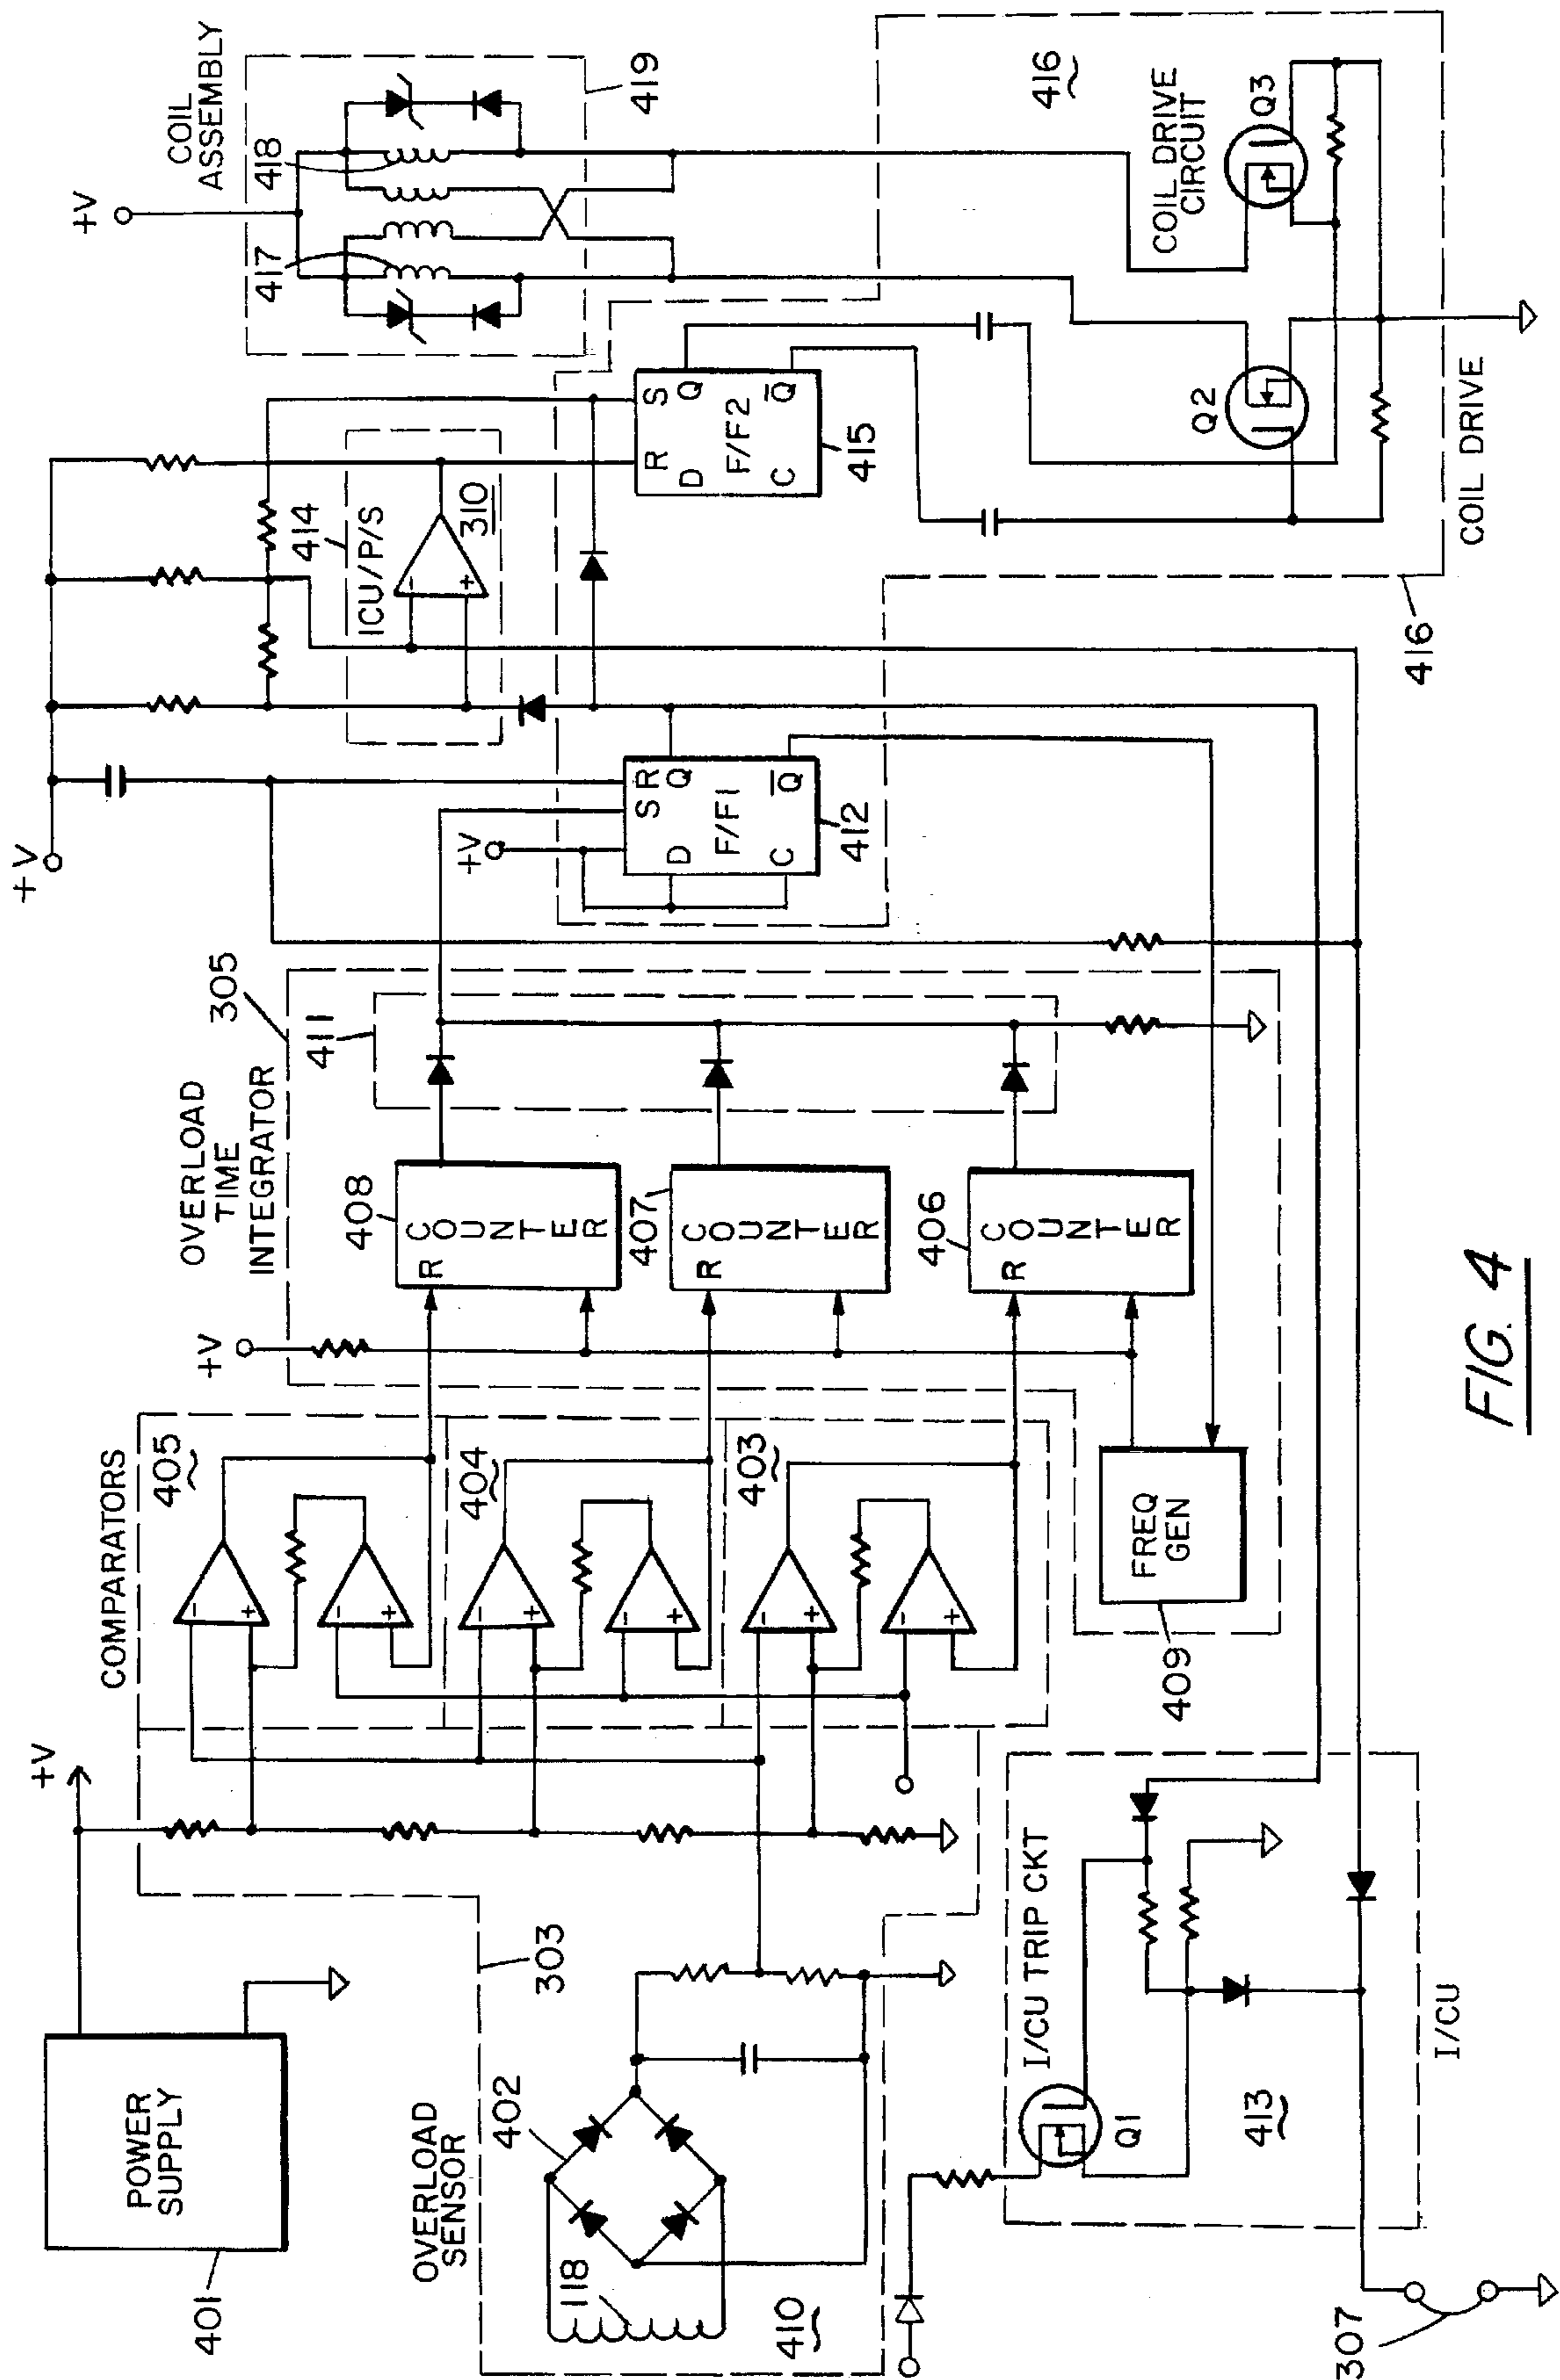 +V
POWER
SUPPLY
401
OVERLOAD
SENSOR
402
118
410
303
COMPARATORS
405
-
+
-
+
404
-
+
-
+
403
-
+
-
+
OVERLOAD
TIME
INTEGRATOR
305
+V
408
R
COUNTER
407
R
COUNTER
406
R
COUNTER
411
FREQ
GEN
409
+V
+V
S R
D Q
F/F1
C Q
412
414
ICU/P/S
-
+
310
R S
D Q
F/F2
C Q
415
COIL
ASSEMBLY
+V
417
418
419
416
COIL DRIVE
CIRCUIT
Q3
Q2
COIL DRIVE
416
I/CU TRIP CKT
Q1
413
I/CU
307
FIG. 4